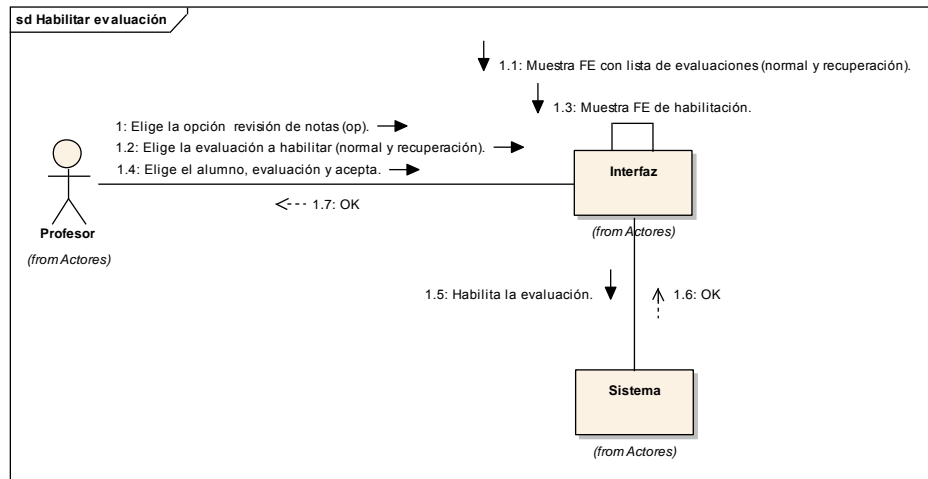 sd Habilitar evaluación
1.1: Muestra FE con lista de evaluaciones (normal y recuperación).
1.3: Muestra FE de habilitación.
1: Elige la opción revisión de notas (op).
1.2: Elige la evaluación a habilitar (normal y recuperación).
1.4: Elige el alumno, evaluación y acepta.
Interfaz
1.7: OK
Profesor
(from Actores)
(from Actores)
1.5: Habilita la evaluación.
1.6: OK
Sistema
(from Actores)